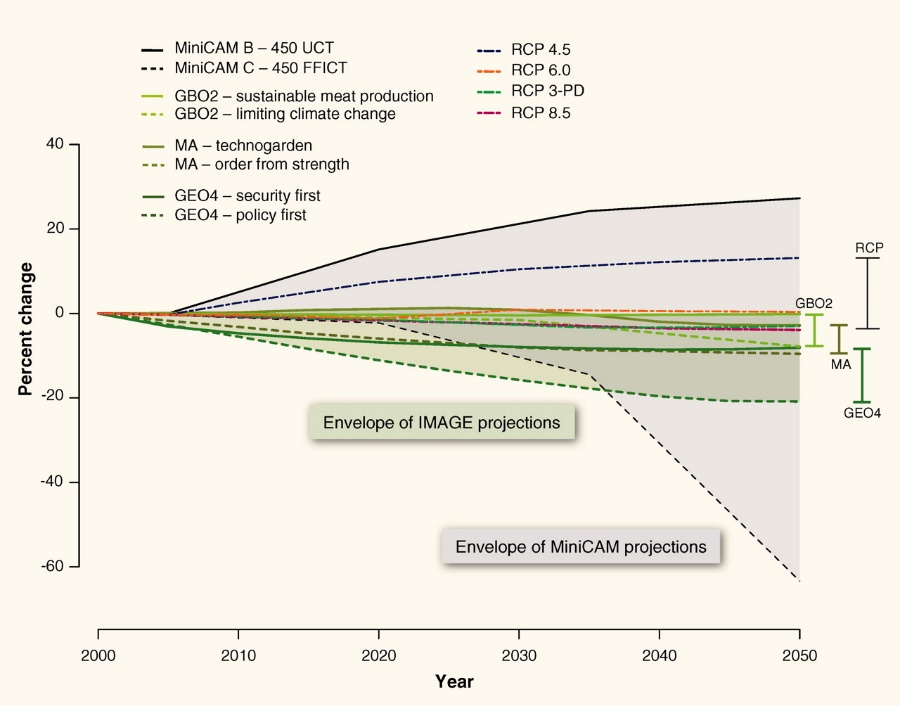 MiniCAM B – 450 UCT
MiniCAM C – 450 FFICT
GBO2 – sustainable meat production
GBO2 – limiting climate change
MA – technogarden
MA – order from strength
GEO4 – security first
GEO4 – policy first
RCP 4.5
RCP 6.0
RCP 3-PD
RCP 8.5
40
20
0
-20
-40
-60
Percent change
RCP
GBO2
MA
GEO4
Envelope of IMAGE projections
Envelope of MiniCAM projections
2000
2010
2020
2030
2040
2050
Year